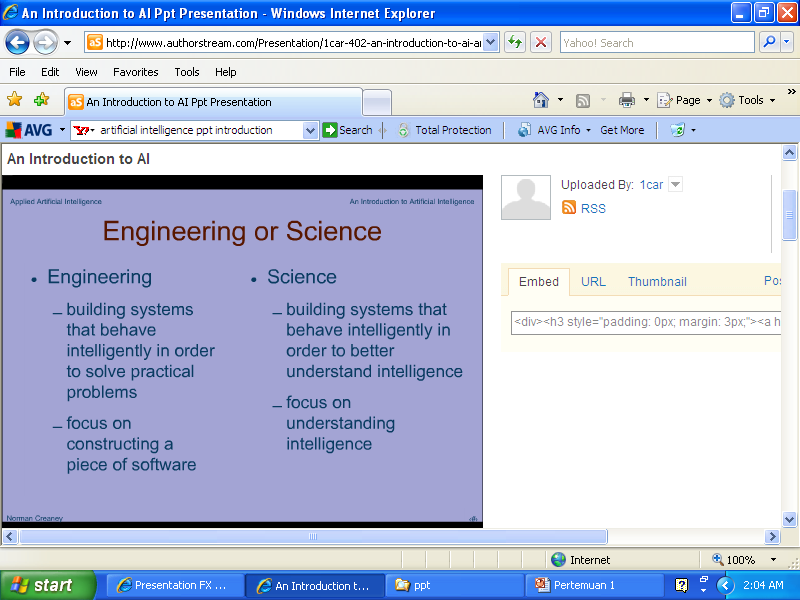 An Introduction to AI Ppt Presentation - Windows Internet Explorer
http://www.authorstream.com/Presentation/1car-402-an-introduction-to-ai-ar
Yahoo! Search
File Edit View Favorites Tools Help
An Introduction to AI Ppt Presentation
Page Tools
AVG
artificial intelligence ppt introduction
Search Total Protection AVG Info Get More
An Introduction to AI
Applied Artificial Intelligence
An Introduction to Artificial Intelligence
Engineering or Science
• Engineering
– building systems
that behave
intelligently in order
to solve practical
problems
– focus on
constructing a
piece of software
• Science
– building systems that
behave intelligently in
order to better
understand intelligence
– focus on
understanding
intelligence
Norman Creaney
Uploaded By: 1car
RSS
Embed URL Thumbnail Pos
<div><h3 style="padding: 0px; margin: 3px;"><a h
Internet
100%
start
Presentation FX ...
An Introduction t...
ppt
Pertemuan 1
2:04 AM